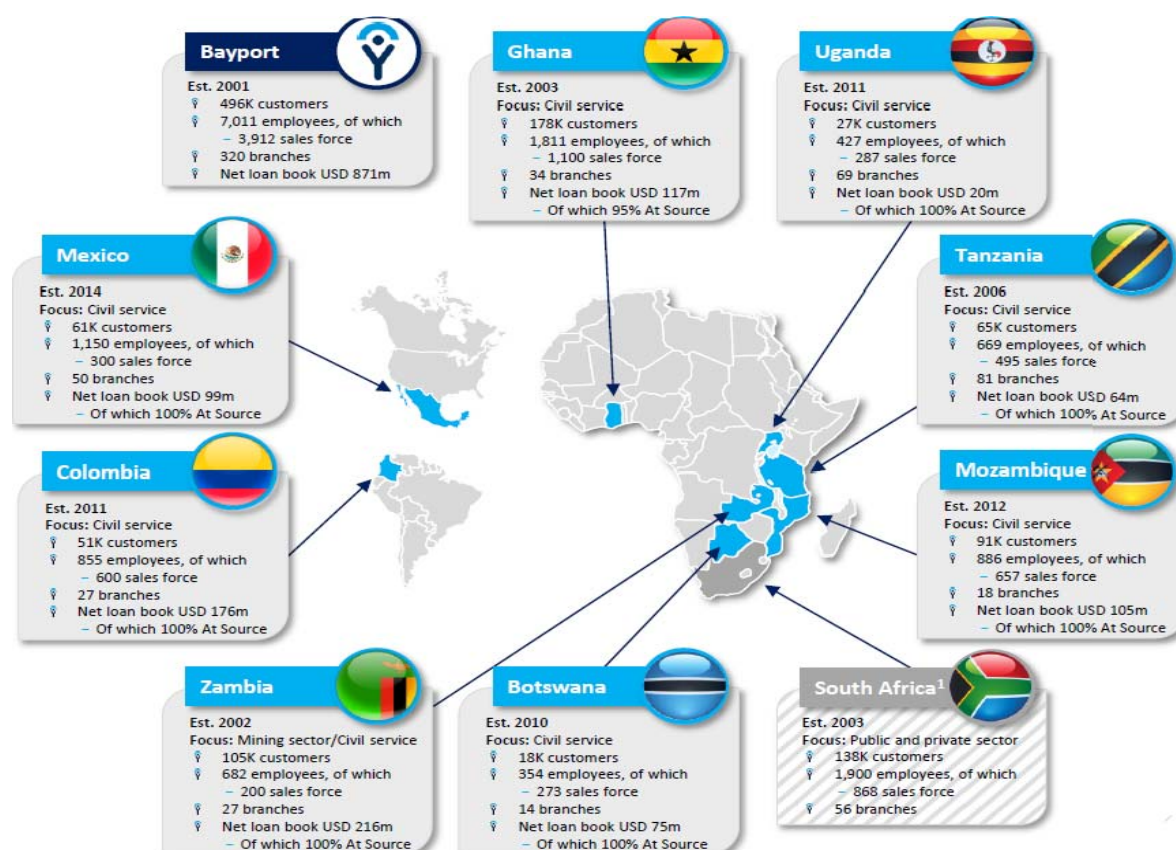 Bayport
Est. 2001
496K customers
7,011 employees, of which
– 3,912 sales force
320 branches
Net loan book USD 871m
Ghana
Est. 2003
Focus: Civil service
178K customers
1,811 employees, of which
– 1,100 sales force
34 branches
Net loan book USD 117m
– Of which 95% At Source
Uganda
Est. 2011
Focus: Civil service
27K customers
427 employees, of which
– 287 sales force
69 branches
Net loan book USD 20m
– Of which 100% At Source
Mexico
Est. 2014
Focus: Civil service
61K customers
1,150 employees, of which
– 300 sales force
50 branches
Net loan book USD 99m
– Of which 100% At Source
Tanzania
Est. 2006
Focus: Civil service
65K customers
669 employees, of which
– 495 sales force
81 branches
Net loan book USD 64m
– Of which 100% At Source
Colombia
Est. 2011
Focus: Civil service
51K customers
855 employees, of which
– 600 sales force
27 branches
Net loan book USD 176m
– Of which 100% At Source
Mozambique
Est. 2012
Focus: Civil service
91K customers
886 employees, of which
– 657 sales force
18 branches
Net loan book USD 105m
– Of which 100% At Source
Zambia
Est. 2002
Focus: Mining sector/Civil service
105K customers
682 employees, of which
– 200 sales force
27 branches
Net loan book USD 216m
– Of which 100% At Source
Botswana
Est. 2010
Focus: Civil service
18K customers
354 employees, of which
– 273 sales force
14 branches
Net loan book USD 75m
– Of which 100% At Source
South Africa¹
Est. 2003
Focus: Public and private sector
138K customers
1,900 employees, of which
– 868 sales force
56 branches